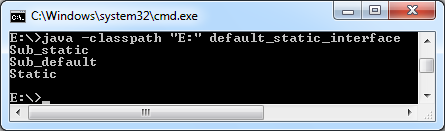 C:\Windows\system32\cmd.exe
E:\>java -classpath "E:" default_static_interface
Sub_static
Sub_default
Static
E:\>_